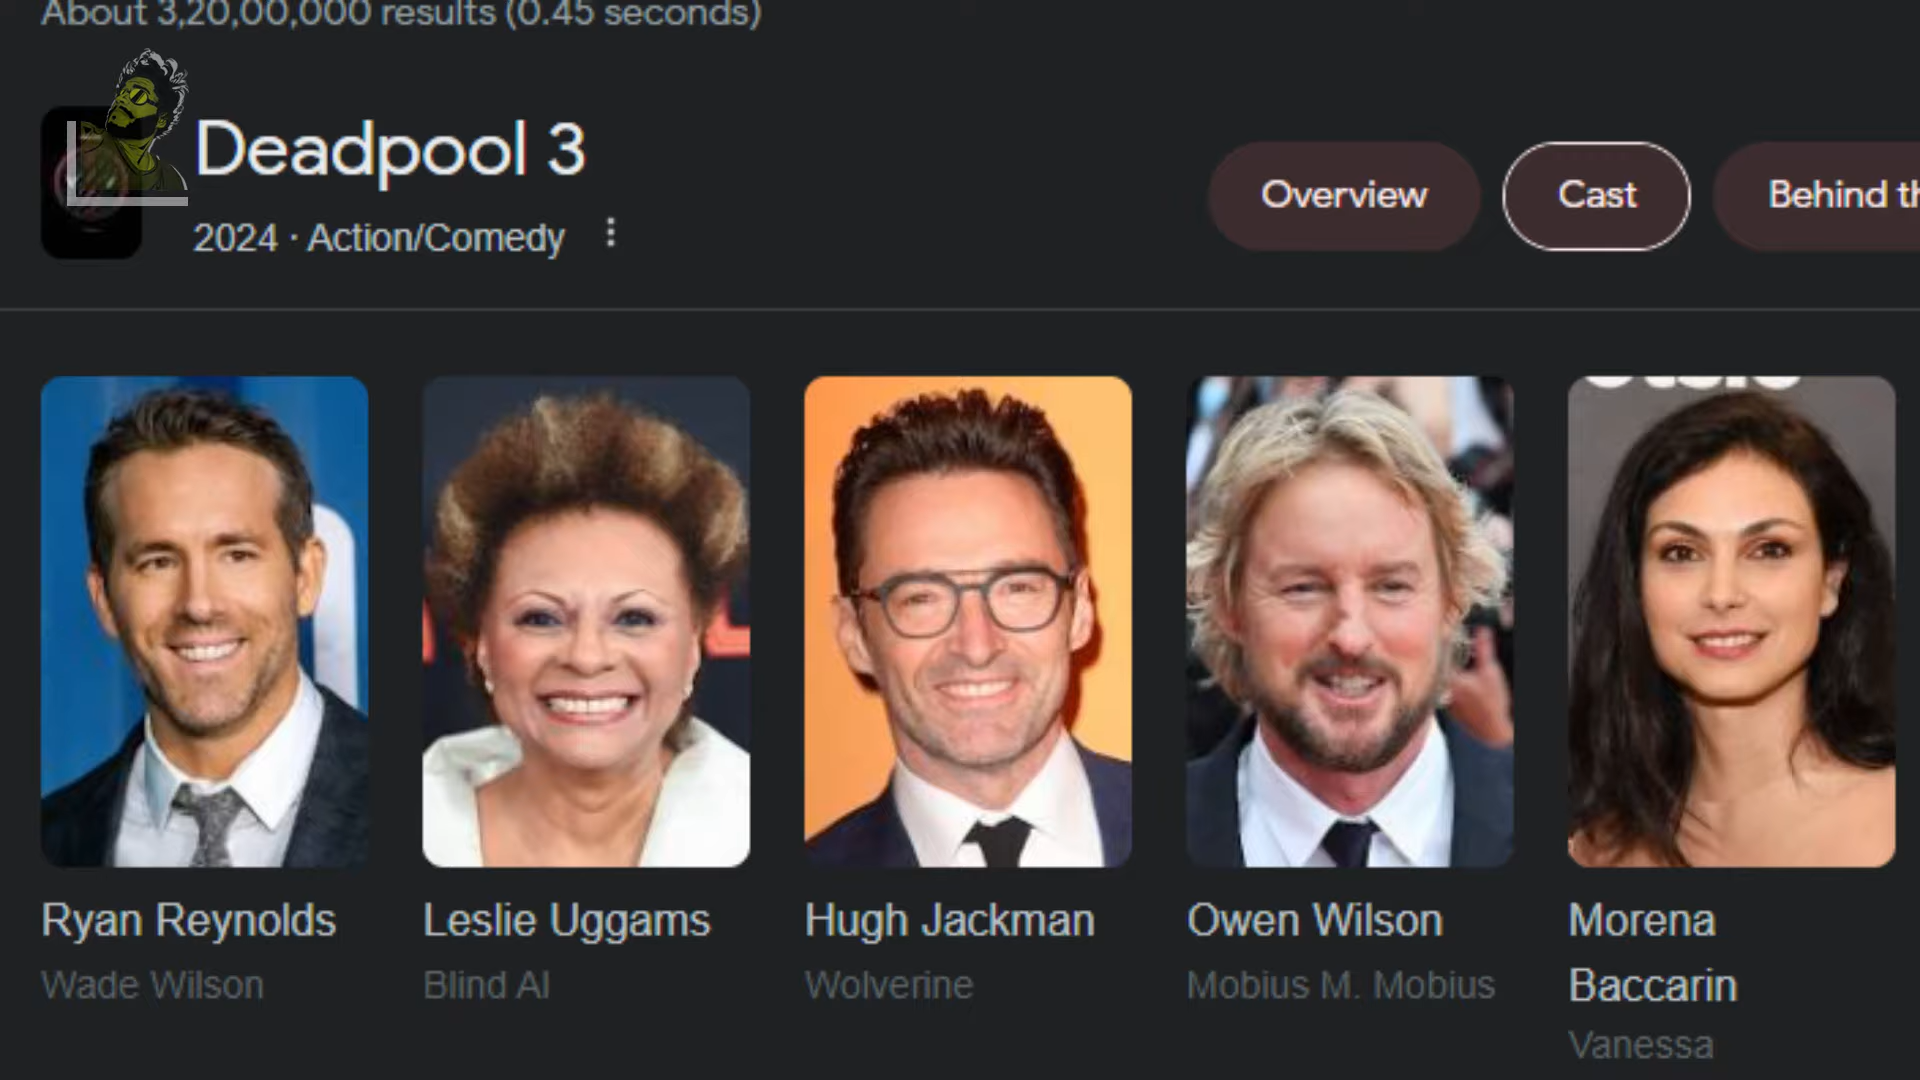 About 3,20,00,000 results (0.45 seconds)
Deadpool 3
2024 · Action/Comedy
Overview
Cast
Behind th
Ryan Reynolds
Leslie Uggams
Hugh Jackman
Owen Wilson
Morena
Baccarin
Wade Wilson
Blind Al
Wolverine
Mobius M. Mobius
Vanessa